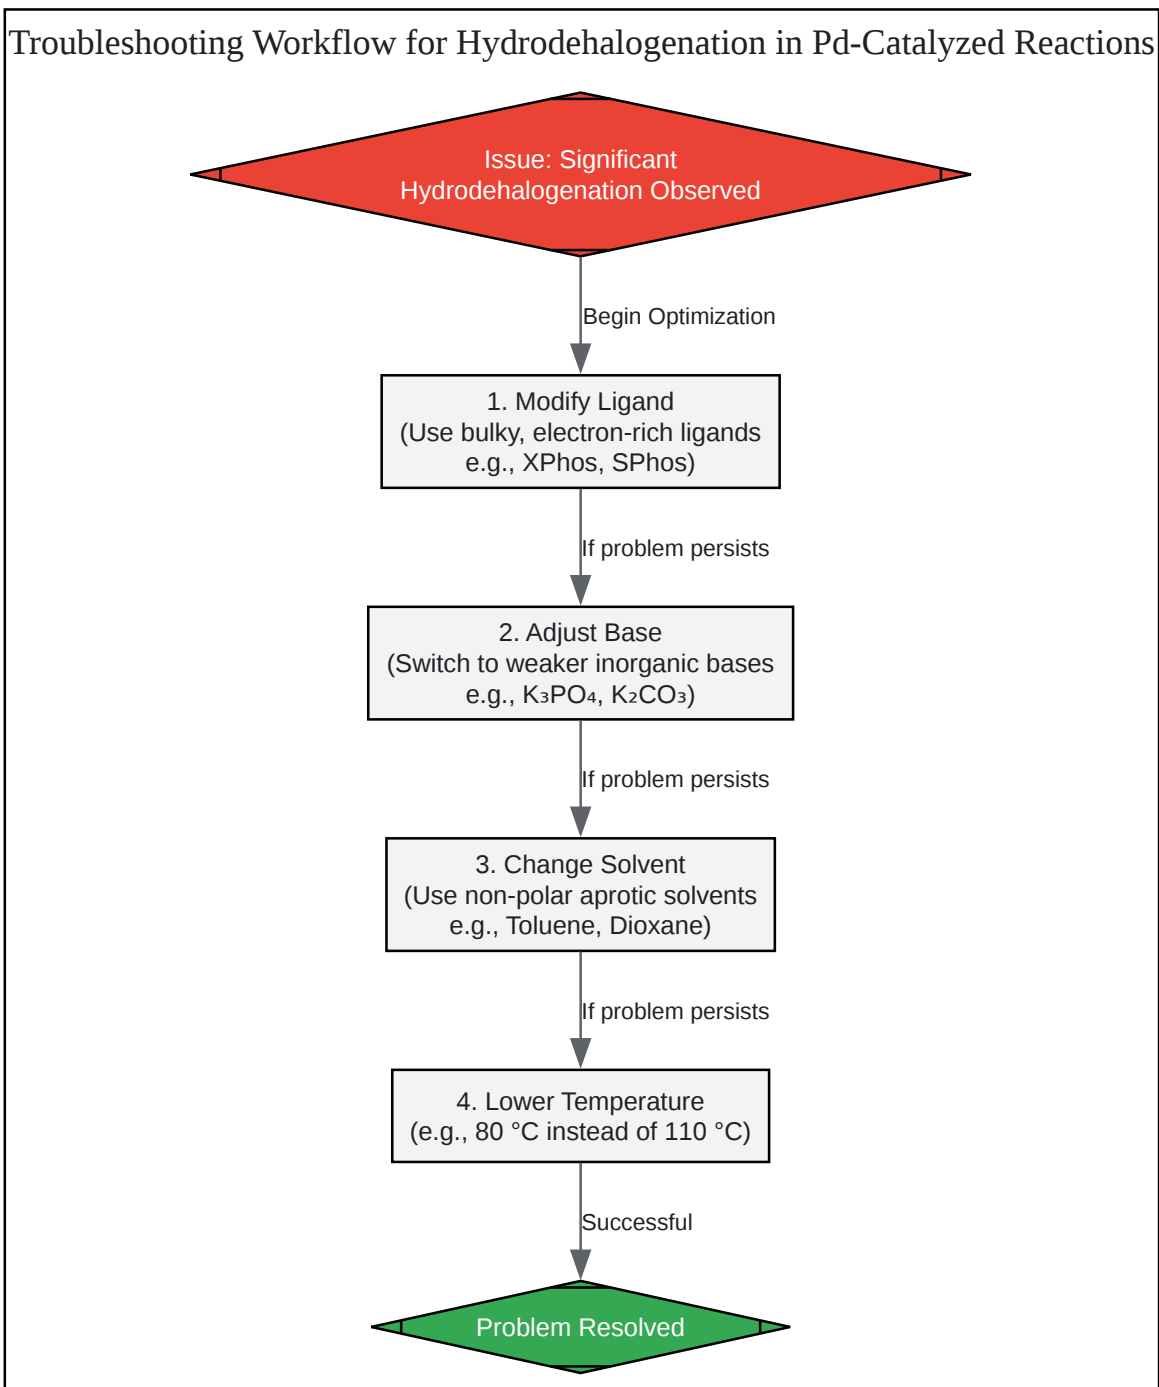 Troubleshooting Workflow for Hydrodehalogenation in Pd-Catalyzed Reactions
Issue: Significant
Hydrodehalogenation Observed
Begin Optimization
1. Modify Ligand
(Use bulky, electron-rich ligands
e.g., XPhos, SPhos)
If problem persists
2. Adjust Base
(Switch to weaker inorganic bases
e.g., K₃PO₄, K₂CO₃)
If problem persists
3. Change Solvent
(Use non-polar aprotic solvents
e.g., Toluene, Dioxane)
If problem persists
4. Lower Temperature
(e.g., 80 °C instead of 110 °C)
Successful
Problem Resolved